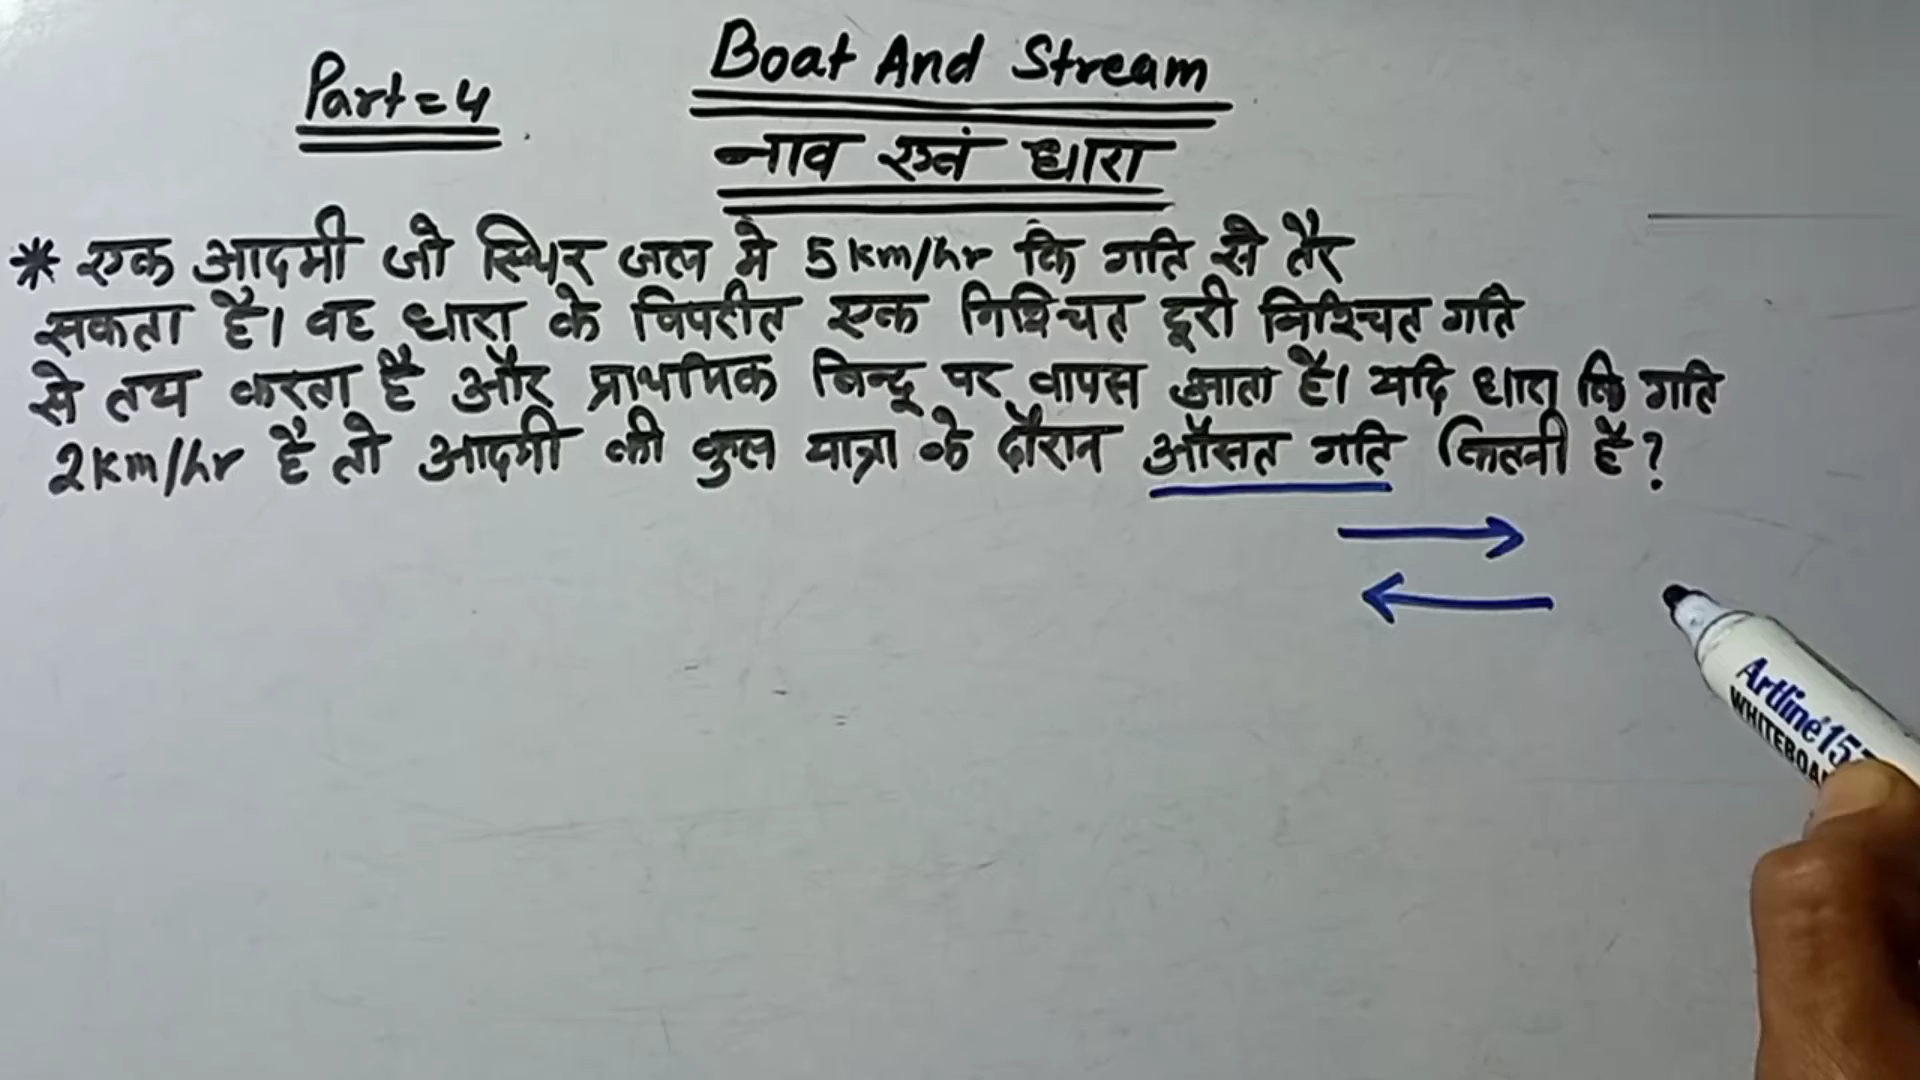 Boat And Stream
Part = 4
नाव एवं धारा
* एक आदमी जो स्थिर जल मे 5 km/hr कि गति से तैर
सकता है। वह धारा के विपरीत एक निश्चित दूरी निश्चित गति
से तय करता है और प्राथमिक बिन्दू पर वापस आता है। यदि धारा कि गति
2 km/hr है तो आदमी की कुल यात्रा के दौरान औसत गति कितनी है?
Artline 15
WHITEBOA